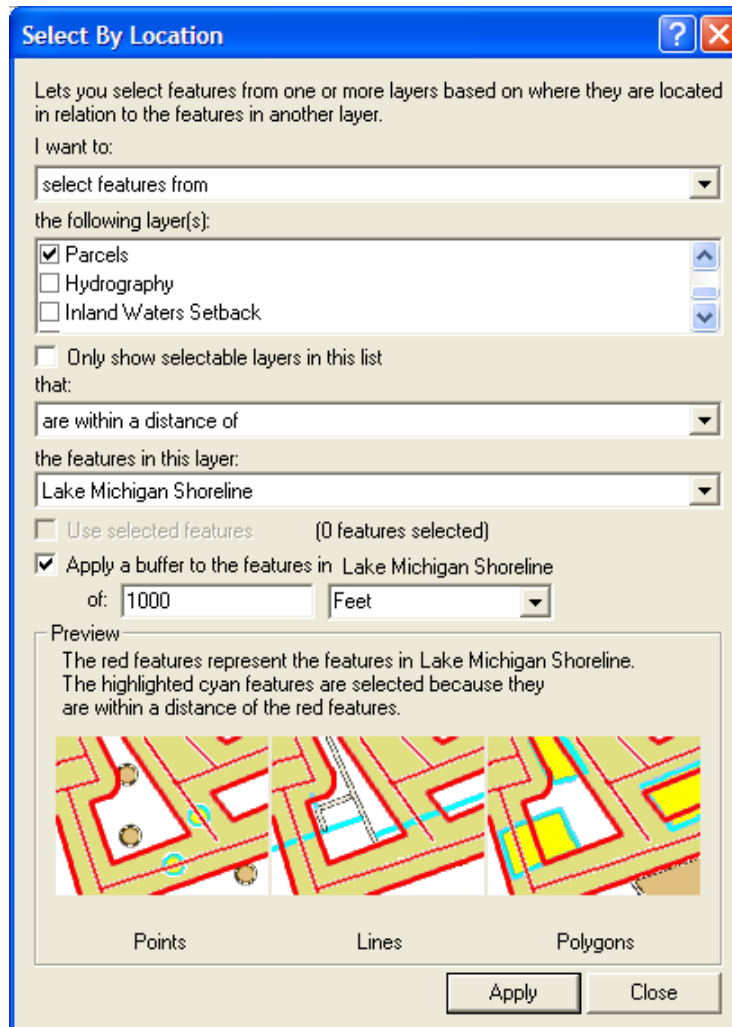 Select By Location
Lets you select features from one or more layers based on where they are located
in relation to the features in another layer.
I want to:
select features from
the following layer(s):
Parcels
Hydrography
Inland Waters Setback
Only show selectable layers in this list
that:
are within a distance of
the features in this layer:
Lake Michigan Shoreline
Use selected features (0 features selected)
Apply a buffer to the features in Lake Michigan Shoreline
of: 1000 Feet
Preview
The red features represent the features in Lake Michigan Shoreline.
The highlighted cyan features are selected because they
are within a distance of the red features.
Points Lines Polygons
Apply Close